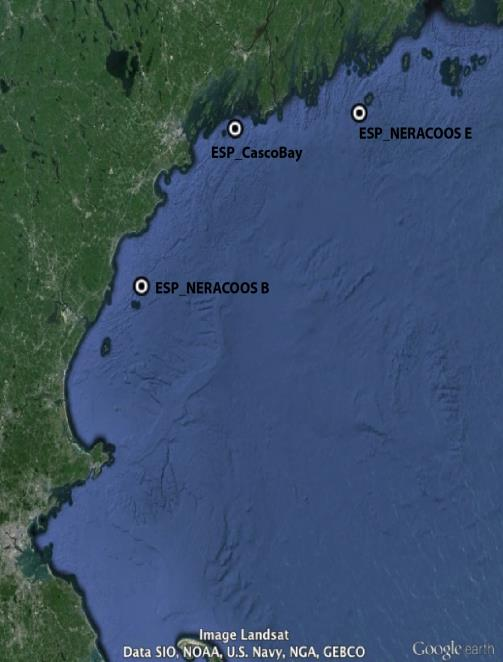 ESP_NERACOOS E
ESP_CascoBay
ESP_NERACOOS B
Image Landsat
Data SIO, NOAA, U.S. Navy, NGA, GEBCO
Google earth